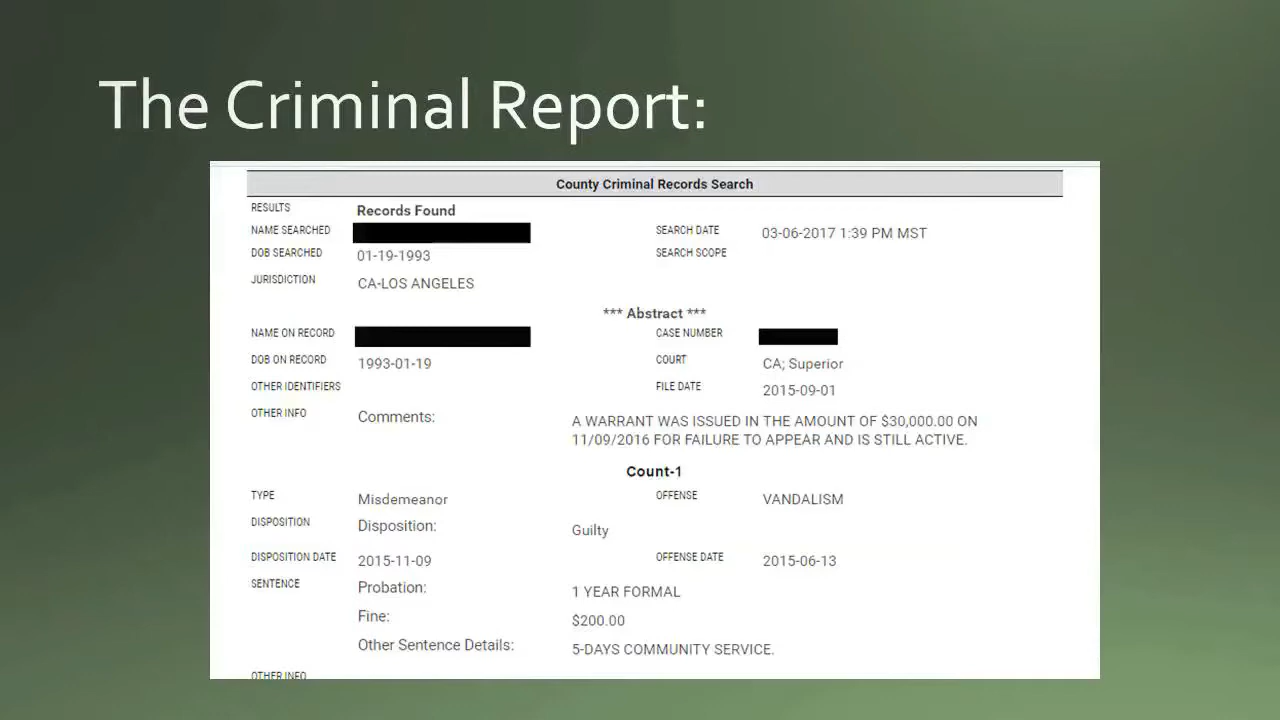 The Criminal Report:
County Criminal Records Search
RESULTS Records Found
NAME SEARCHED SEARCH DATE 03-06-2017 1:39 PM MST
DOB SEARCHED 01-19-1993 SEARCH SCOPE
JURISDICTION CA-LOS ANGELES
*** Abstract ***
NAME ON RECORD CASE NUMBER
DOB ON RECORD 1993-01-19 COURT CA; Superior
OTHER IDENTIFIERS FILE DATE 2015-09-01
OTHER INFO Comments: A WARRANT WAS ISSUED IN THE AMOUNT OF $30,000.00 ON
11/09/2016 FOR FAILURE TO APPEAR AND IS STILL ACTIVE.
Count-1
TYPE Misdemeanor OFFENSE VANDALISM
DISPOSITION Disposition: Guilty
DISPOSITION DATE 2015-11-09 OFFENSE DATE 2015-06-13
SENTENCE Probation: 1 YEAR FORMAL
Fine: $200.00
Other Sentence Details: 5-DAYS COMMUNITY SERVICE.
OTHER INFO